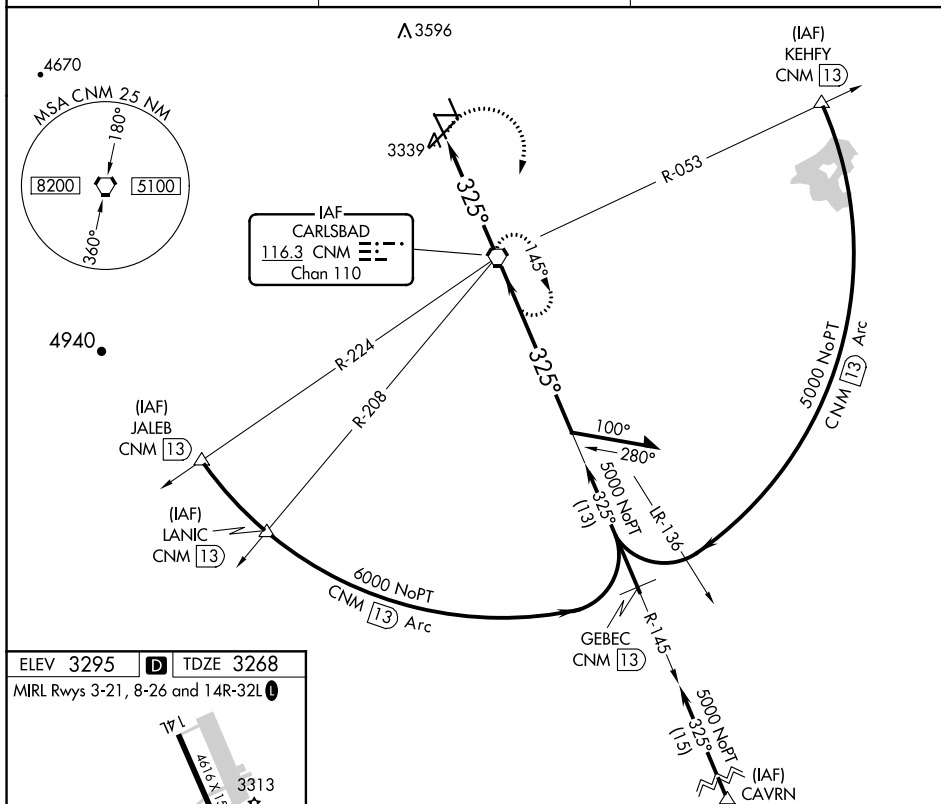 3596
(IAF)
KEHFY
CNM 13
4670
MSA CNM 25 NM
180°
8200
5100
360°
3339
325°
R-053
IAF
CARLSBAD
116.3 CNM
Chan 110
145°
325°
4940
R-224
R-208
5000 NoPT
CNM 13 Arc
(IAF)
JALEB
CNM 13
100°
280°
5000 NoPT
325°
(13)
LR-136
(IAF)
LANIC
CNM 13
6000 NoPT
CNM 13 Arc
GEBEC
CNM 13
R-145
5000 NoPT
325°
(15)
(IAF)
CAVRN
ELEV 3295 D TDZE 3268
MIRL Rwys 3-21, 8-26 and 14R-32L L
14L
4616 X 15
3313